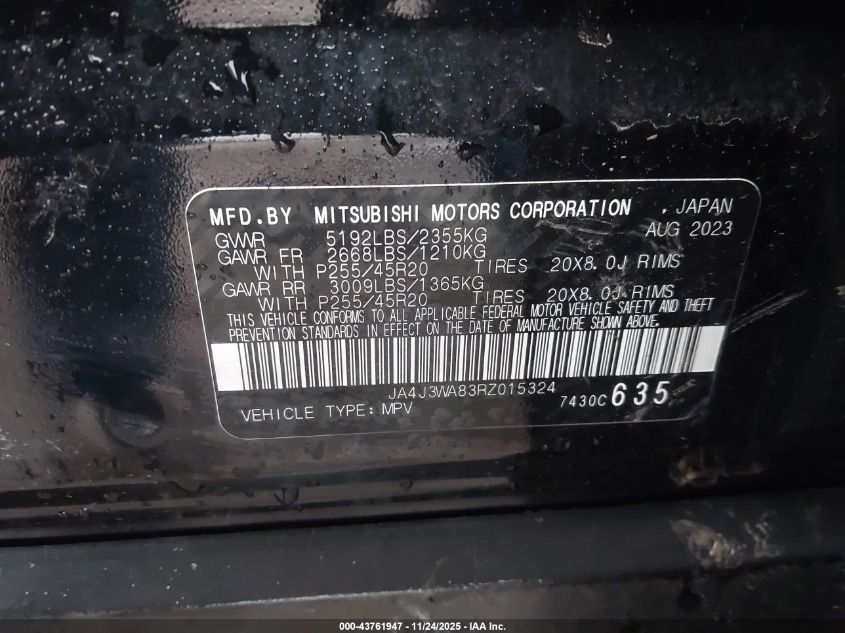 MFD.BY MITSUBISHI MOTORS CORPORATION , JAPAN
GVWR 5192LBS/2355KG AUG 2023
GAWR FR 2668LBS/1210KG
WITH P255/45R20 TIRES 20X8.0J RIMS
GAWR RR 3009LBS/1365KG
WITH P255/45R20 TIRES 20X8.0J RIMS
THIS VEHICLE CONFORMS TO ALL APPLICABLE FEDERAL MOTOR VEHICLE SAFETY AND THEFT
PREVENTION STANDARDS IN EFFECT ON THE DATE OF MANUFACTURE SHOWN ABOVE.
JA4J3WA83RZ015324
VEHICLE TYPE: MPV 7430C 635
000-43761947 - 11/24/2025 - IAA Inc.